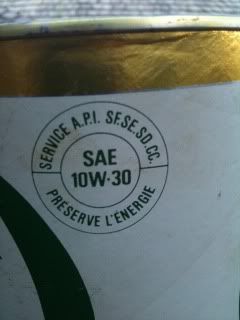 SERVICE A.P.I. SF.SE.SD.CC.
SAE
10W-30
PRESERVE L'ENERGIE